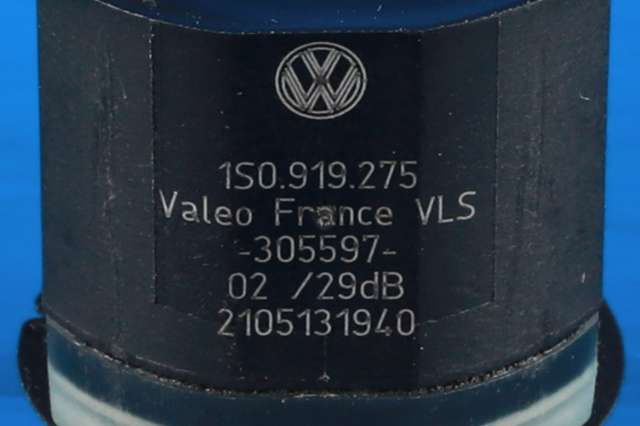 1S0.919.275
Valeo France VLS
-305597-
02 /29dB
2105131940